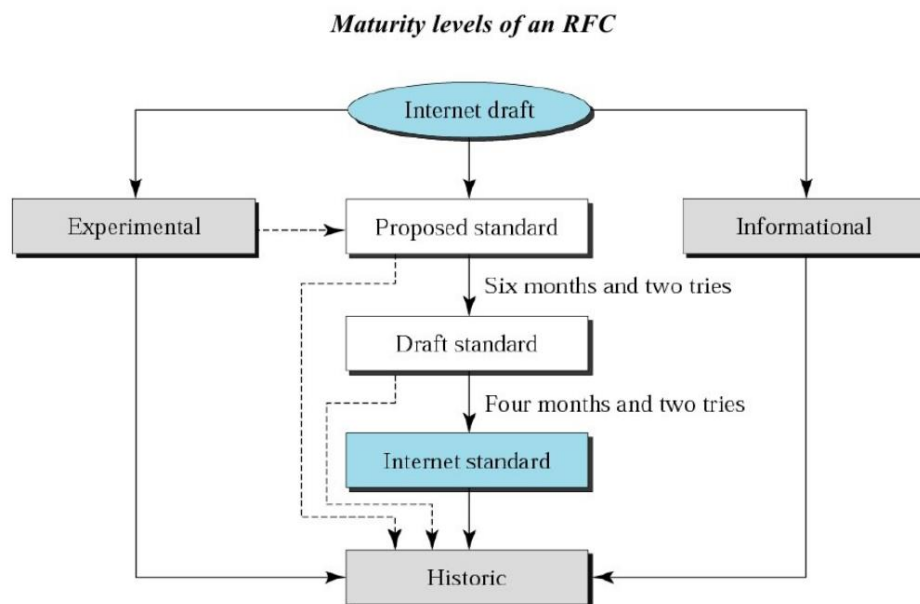 Maturity levels of an RFC
Internet draft
Experimental
Proposed standard
Informational
Six months and two tries
Draft standard
Four months and two tries
Internet standard
Historic